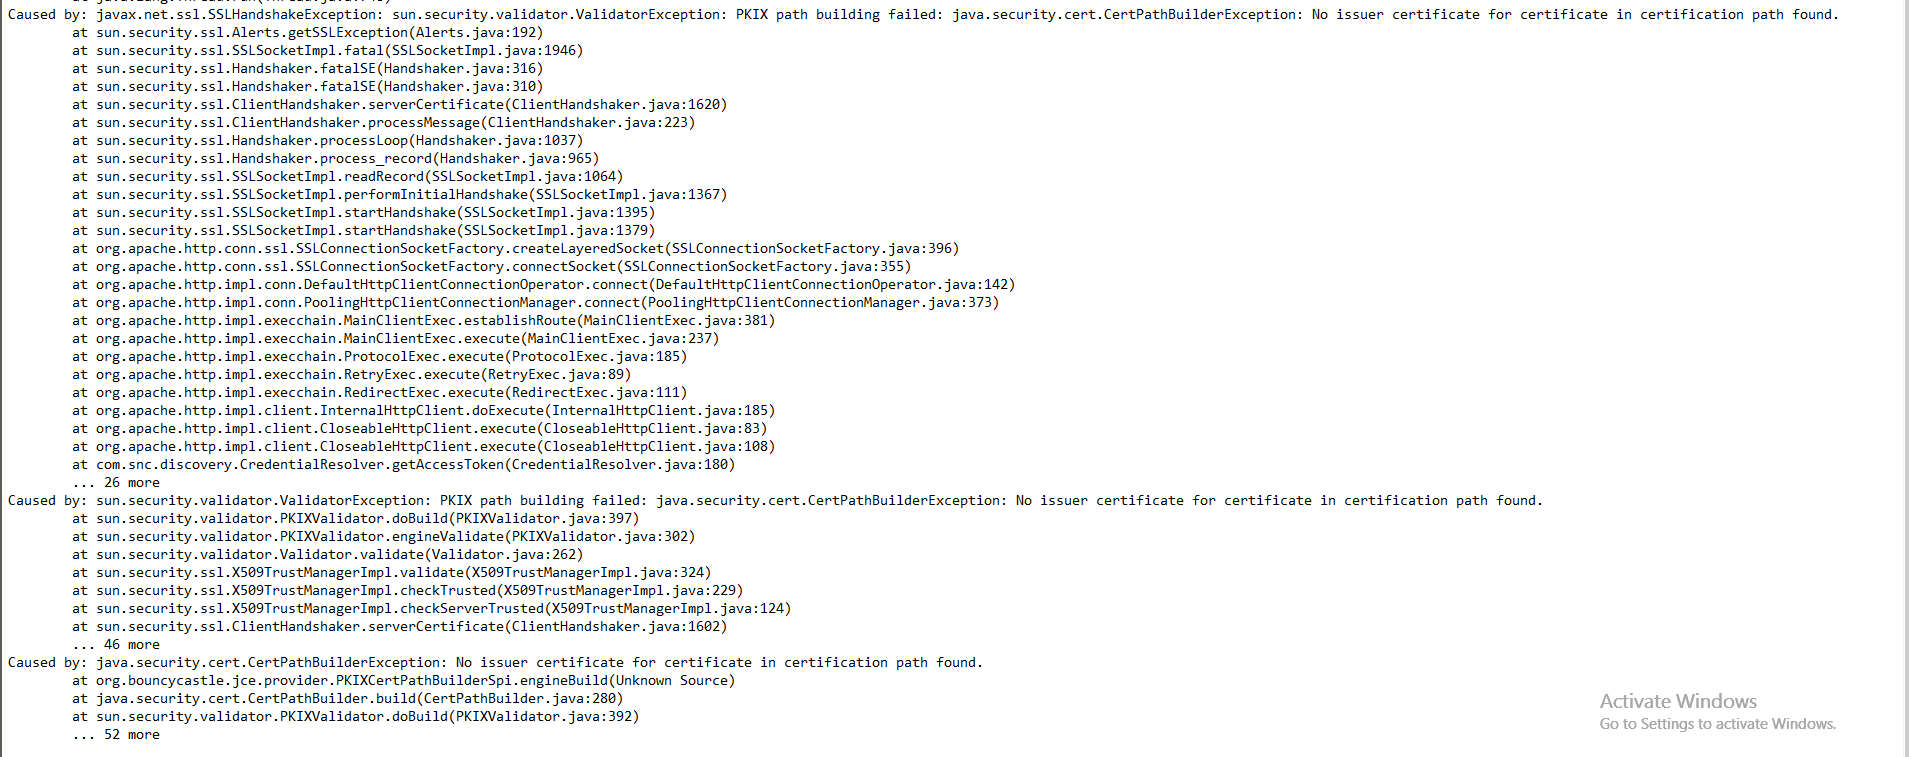 Caused by: javax.net.ssl.SSLHandshakeException: sun.security.validator.ValidatorException: PKIX path building failed: java.security.cert.CertPathBuilderException: No issuer certificate for certificate in certification path found.
at sun.security.ssl.Alerts.getSSLException(Alerts.java:192)
at sun.security.ssl.SSLSocketImpl.fatal(SSLSocketImpl.java:1946)
at sun.security.ssl.Handshaker.fatalSE(Handshaker.java:316)
at sun.security.ssl.Handshaker.fatalSE(Handshaker.java:310)
at sun.security.ssl.ClientHandshaker.serverCertificate(ClientHandshaker.java:1620)
at sun.security.ssl.ClientHandshaker.processMessage(ClientHandshaker.java:223)
at sun.security.ssl.Handshaker.processLoop(Handshaker.java:1037)
at sun.security.ssl.Handshaker.process_record(Handshaker.java:965)
at sun.security.ssl.SSLSocketImpl.readRecord(SSLSocketImpl.java:1064)
at sun.security.ssl.SSLSocketImpl.performInitialHandshake(SSLSocketImpl.java:1367)
at sun.security.ssl.SSLSocketImpl.startHandshake(SSLSocketImpl.java:1395)
at sun.security.ssl.SSLSocketImpl.startHandshake(SSLSocketImpl.java:1379)
at org.apache.http.conn.ssl.SSLConnectionSocketFactory.createLayeredSocket(SSLConnectionSocketFactory.java:396)
at org.apache.http.conn.ssl.SSLConnectionSocketFactory.connectSocket(SSLConnectionSocketFactory.java:355)
at org.apache.http.impl.conn.DefaultHttpClientConnectionOperator.connect(DefaultHttpClientConnectionOperator.java:142)
at org.apache.http.impl.conn.PoolingHttpClientConnectionManager.connect(PoolingHttpClientConnectionManager.java:373)
at org.apache.http.impl.execchain.MainClientExec.establishRoute(MainClientExec.java:381)
at org.apache.http.impl.execchain.MainClientExec.execute(MainClientExec.java:237)
at org.apache.http.impl.execchain.ProtocolExec.execute(ProtocolExec.java:185)
at org.apache.http.impl.execchain.RetryExec.execute(RetryExec.java:89)
at org.apache.http.impl.execchain.RedirectExec.execute(RedirectExec.java:111)
at org.apache.http.impl.client.InternalHttpClient.doExecute(InternalHttpClient.java:185)
at org.apache.http.impl.client.CloseableHttpClient.execute(CloseableHttpClient.java:83)
at org.apache.http.impl.client.CloseableHttpClient.execute(CloseableHttpClient.java:108)
at com.snc.discovery.CredentialResolver.getAccessToken(CredentialResolver.java:180)
... 26 more
Caused by: sun.security.validator.ValidatorException: PKIX path building failed: java.security.cert.CertPathBuilderException: No issuer certificate for certificate in certification path found.
at sun.security.validator.PKIXValidator.doBuild(PKIXValidator.java:397)
at sun.security.validator.PKIXValidator.engineValidate(PKIXValidator.java:302)
at sun.security.validator.Validator.validate(Validator.java:262)
at sun.security.ssl.X509TrustManagerImpl.validate(X509TrustManagerImpl.java:324)
at sun.security.ssl.X509TrustManagerImpl.checkTrusted(X509TrustManagerImpl.java:229)
at sun.security.ssl.X509TrustManagerImpl.checkServerTrusted(X509TrustManagerImpl.java:124)
at sun.security.ssl.ClientHandshaker.serverCertificate(ClientHandshaker.java:1602)
... 46 more
Caused by: java.security.cert.CertPathBuilderException: No issuer certificate for certificate in certification path found.
at org.bouncycastle.jce.provider.PKIXCertPathBuilderSpi.engineBuild(Unknown Source)
at java.security.cert.CertPathBuilder.build(CertPathBuilder.java:280)
at sun.security.validator.PKIXValidator.doBuild(PKIXValidator.java:392)
... 52 more
Activate Windows
Go to Settings to activate Windows.